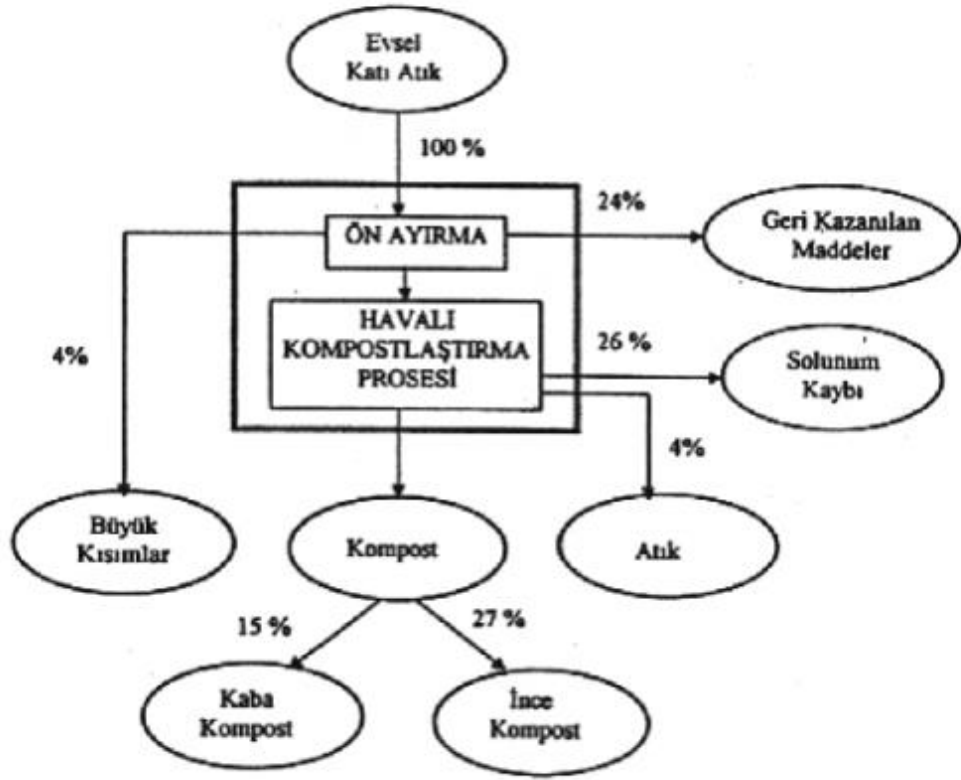 Evsel
Katı Atık
100 %
24%
ÖN AYIRMA
Geri Kazanılan
Maddeler
HAVALI
KOMPOSTLAŞTIRMA
PROSESİ
4%
26 %
Solunum
Kaybı
4%
Büyük
Kısımlar
Kompost
Atık
15 %
27 %
Kaba
Kompost
İnce
Kompost